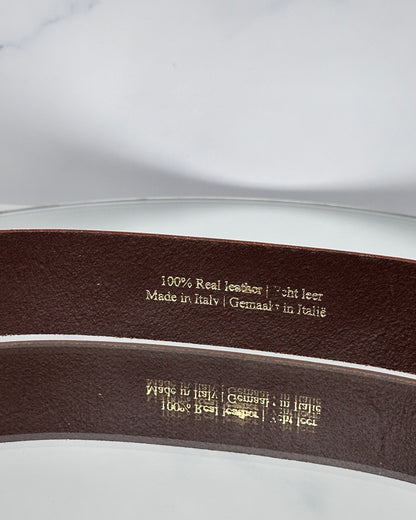 100% Real leather | Echt leer
Made in Italy | Gemaakt in Italië